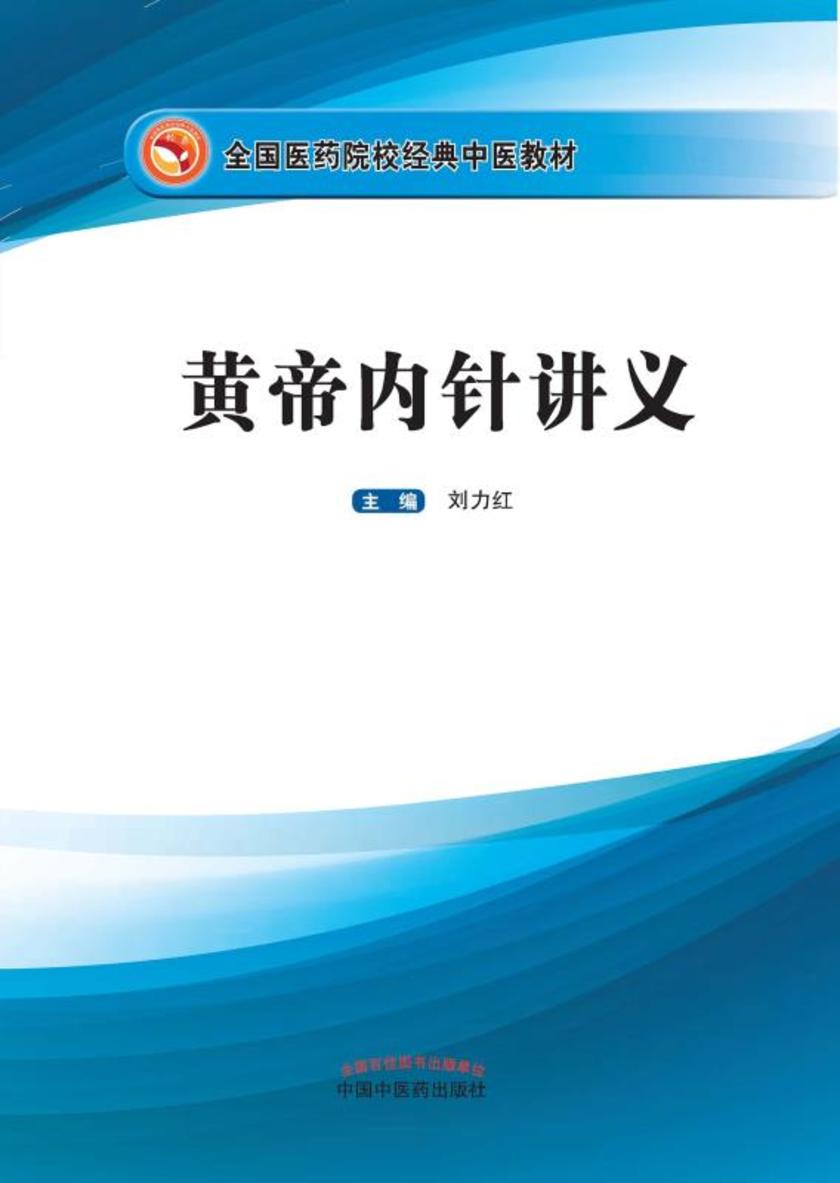 全国医药院校经典中医教材
黄帝内针讲义
主 编 刘力红
全国百佳图书出版单位
中国中医药出版社